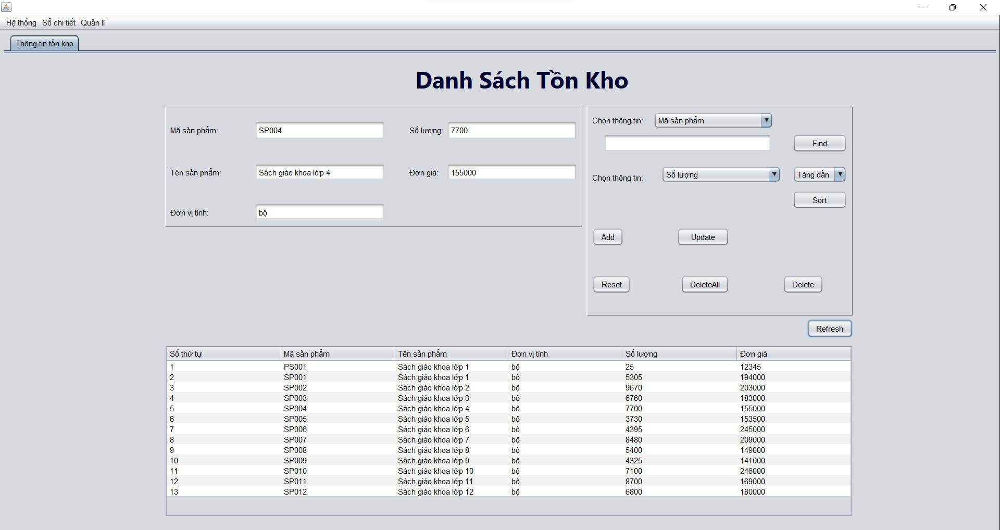 Hệ thống Sổ chi tiết Quản lí
Thông tin tồn kho
Danh Sách Tồn Kho
Mã sản phẩm: SP004 Số lượng: 7700
Tên sản phẩm: Sách giáo khoa lớp 4 Đơn giá: 155000
Đơn vị tính: bộ
Chọn thông tin: Mã sản phẩm
Find
Chọn thông tin: Số lượng Tăng dần
Sort
Add Update
Reset DeleteAll Delete
Refresh
Số thứ tự Mã sản phẩm Tên sản phẩm Đơn vị tính Số lượng Đơn giá
1 PS001 Sách giáo khoa lớp 1 bộ 25 12345
2 SP001 Sách giáo khoa lớp 1 bộ 5305 194000
3 SP002 Sách giáo khoa lớp 2 bộ 9670 203000
4 SP003 Sách giáo khoa lớp 3 bộ 6760 183000
5 SP004 Sách giáo khoa lớp 4 bộ 7700 155000
6 SP005 Sách giáo khoa lớp 5 bộ 3730 153500
7 SP006 Sách giáo khoa lớp 6 bộ 4395 245000
8 SP007 Sách giáo khoa lớp 7 bộ 8480 209000
9 SP008 Sách giáo khoa lớp 8 bộ 5400 149000
10 SP009 Sách giáo khoa lớp 9 bộ 4325 141000
11 SP010 Sách giáo khoa lớp 10 bộ 7100 246000
12 SP011 Sách giáo khoa lớp 11 bộ 8700 169000
13 SP012 Sách giáo khoa lớp 12 bộ 6800 180000